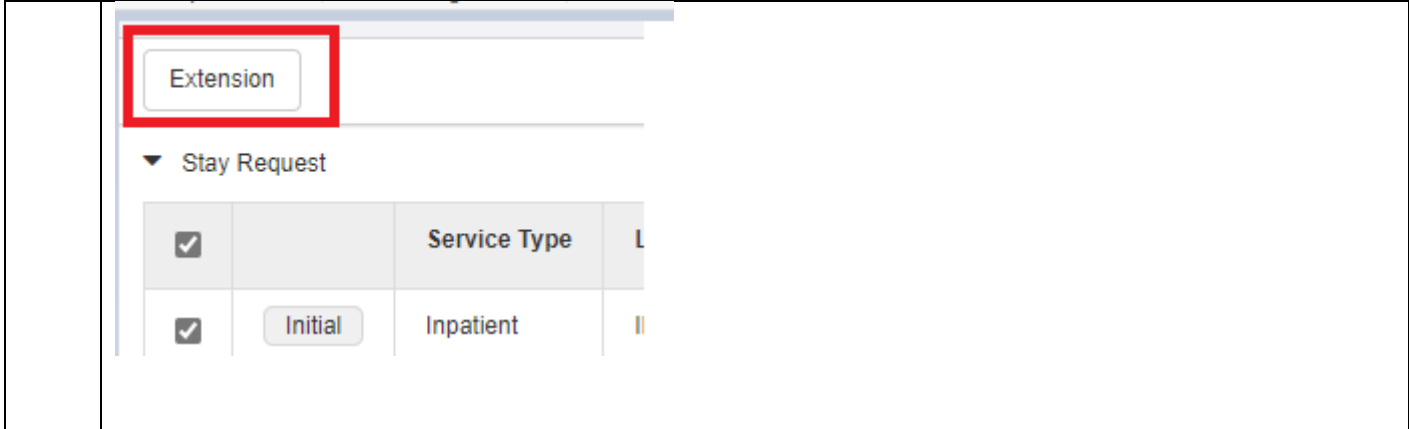 Extension
Stay Request
Service Type
Initial Inpatient